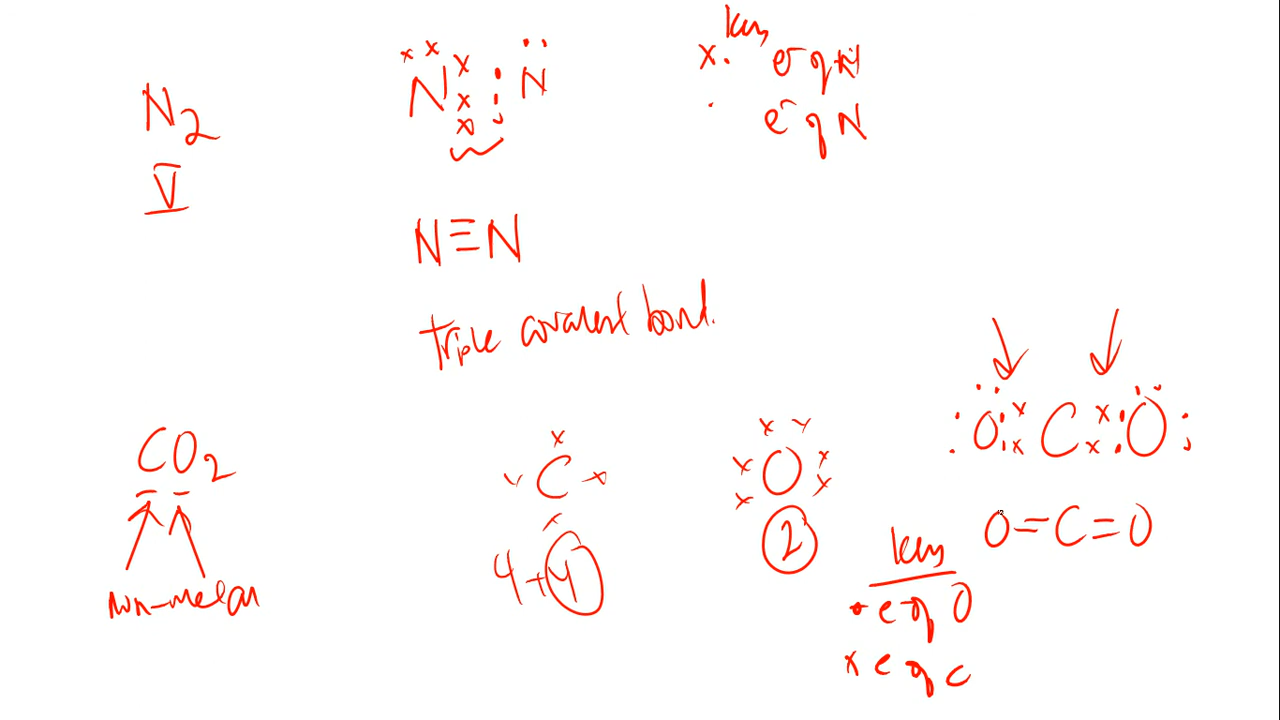 key
N N
x. e⁻ of N
N₂
. e⁻ of N
V
N≡N
Triple covalent bond.
O C O
CO₂
C
O
O=C=O
4+4
2
key
non-metal
• e of O
x e of C